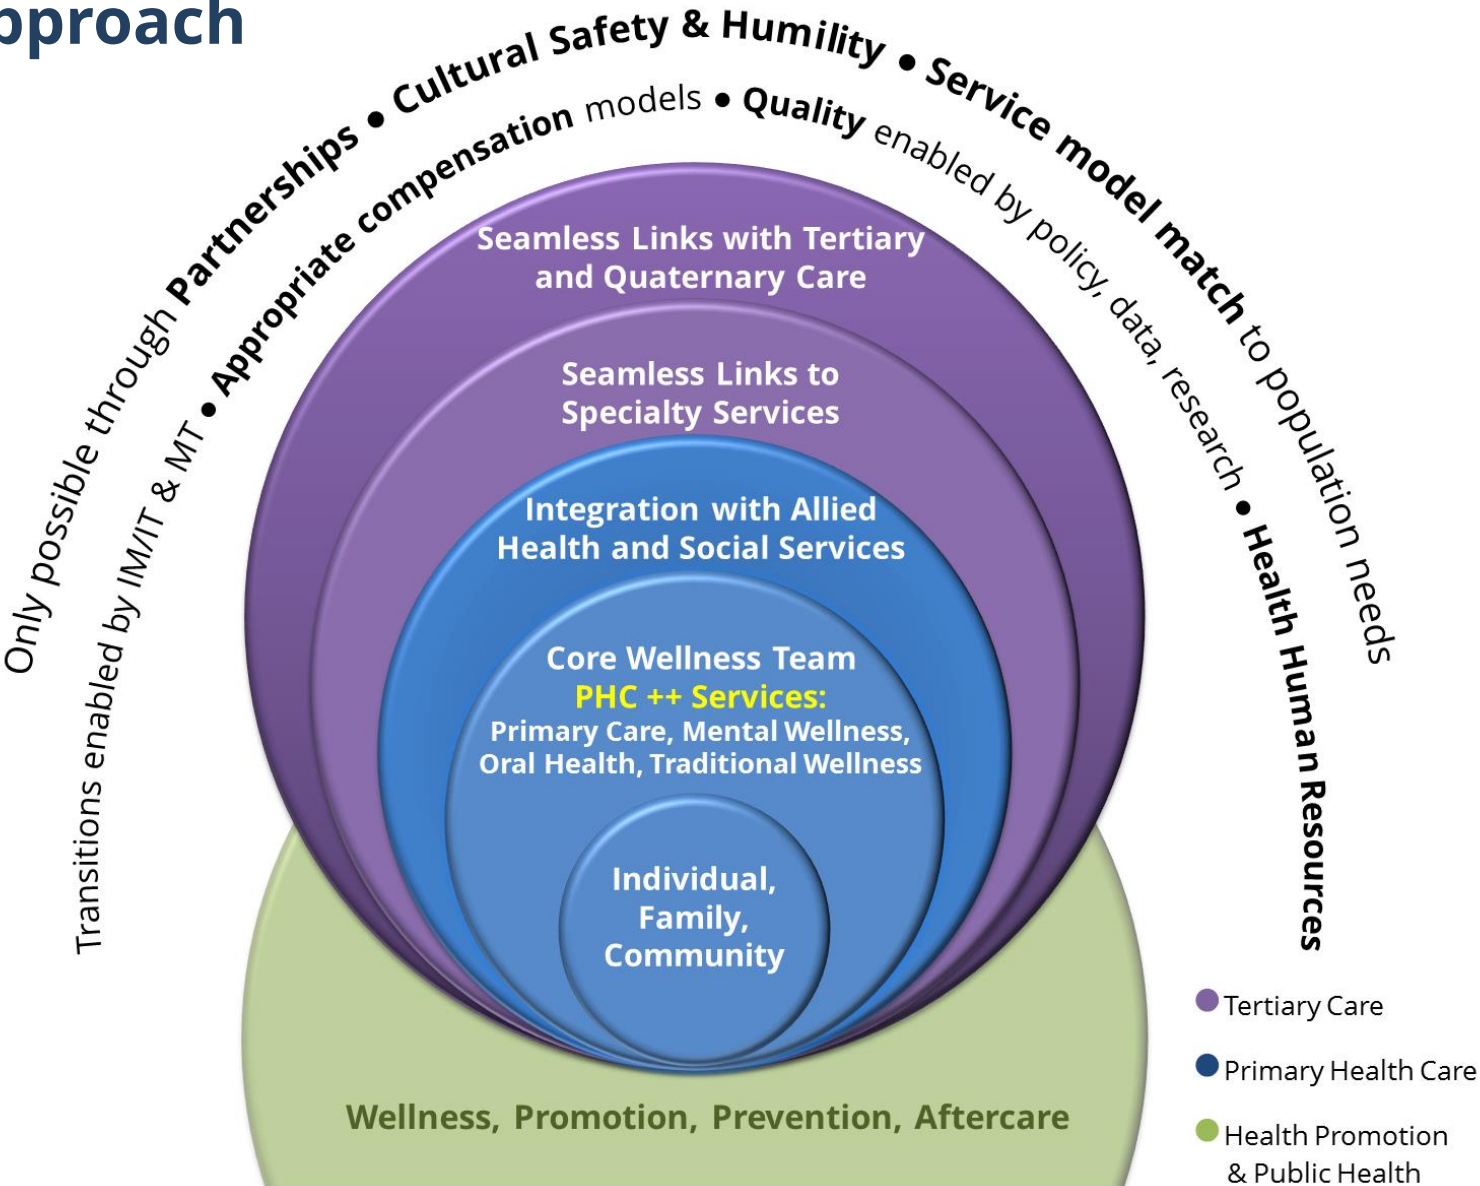 pproach
Only possible through Partnerships • Cultural Safety & Humility • Service model match to population needs
Transitions enabled by IM/IT & MT • Appropriate compensation models • Quality enabled by policy, data, research • Health Human Resources
Seamless Links with Tertiary
and Quaternary Care
Seamless Links to
Specialty Services
Integration with Allied
Health and Social Services
Core Wellness Team
PHC ++ Services:
Primary Care, Mental Wellness,
Oral Health, Traditional Wellness
Individual,
Family,
Community
Wellness, Promotion, Prevention, Aftercare
Tertiary Care
Primary Health Care
Health Promotion
& Public Health